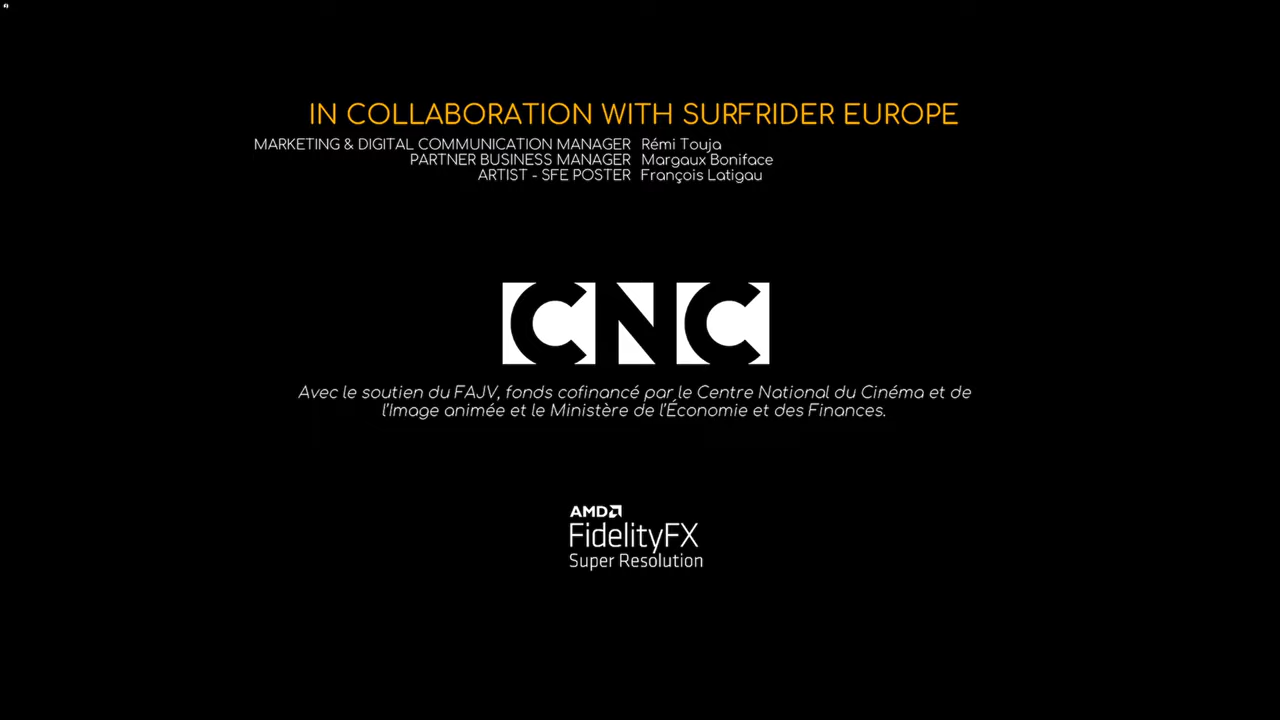 IN COLLABORATION WITH SURFRIDER EUROPE
MARKETING & DIGITAL COMMUNICATION MANAGER Rémi Touja
PARTNER BUSINESS MANAGER Margaux Boniface
ARTIST - SFE POSTER François Latigau
CNC
Avec le soutien du FAJV, fonds cofinancé par le Centre National du Cinéma et de
l'Image animée et le Ministère de l'Économie et des Finances.
AMD
FidelityFX
Super Resolution